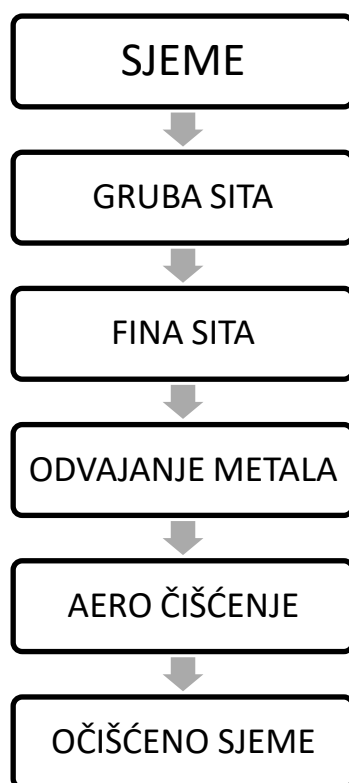 SJEME
GRUBA SITA
FINA SITA
ODVAJANJE METALA
AERO ČIŠĆENJE
OČIŠĆENO SJEME